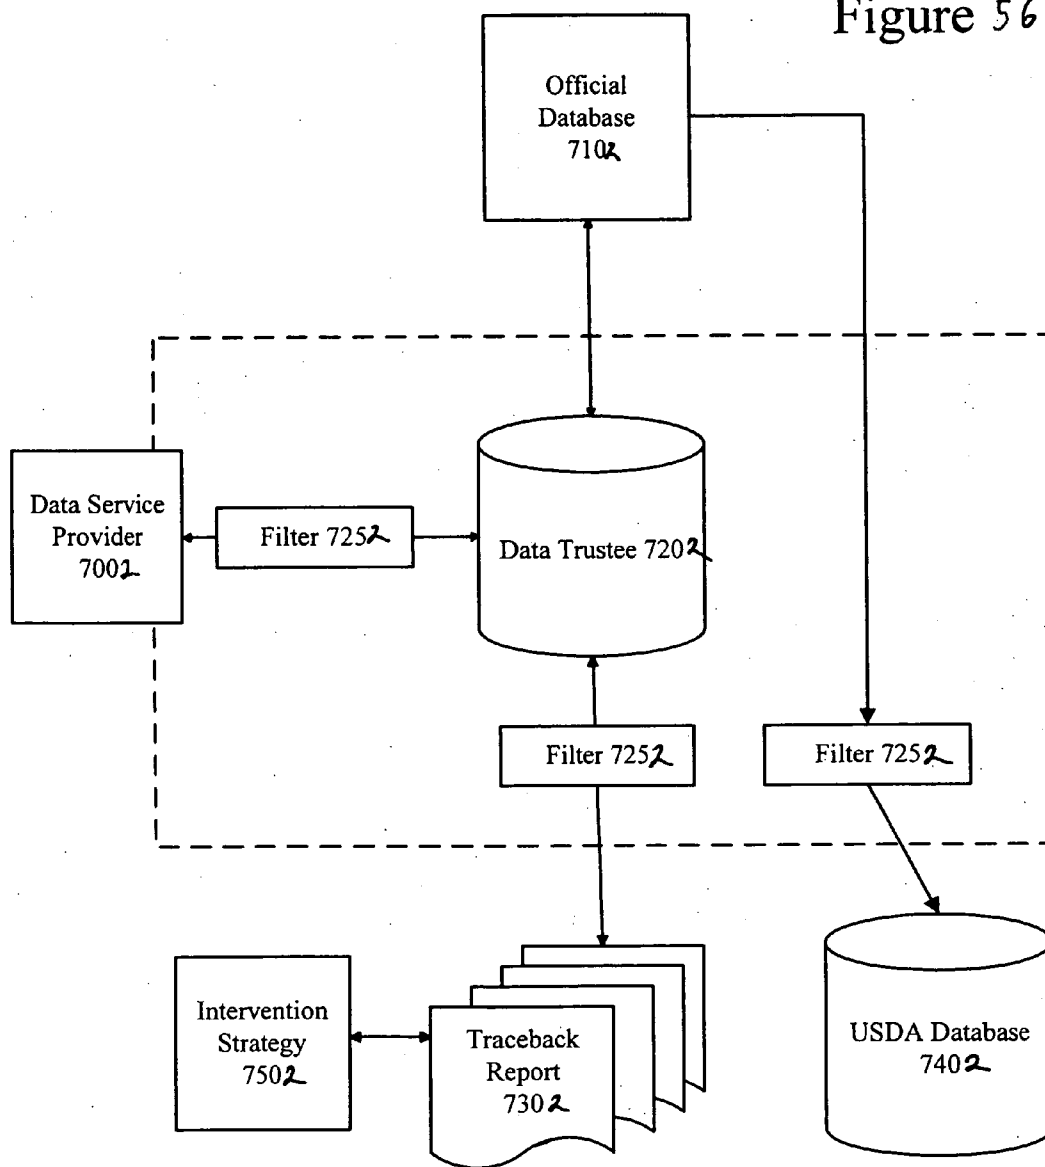 Figure 56
Official
Database
7102
Data Service
Provider
7002
Filter 7252
Data Trustee 7202
Filter 7252
Filter 7252
Intervention
Strategy
7502
Traceback
Report
7302
USDA Database
7402